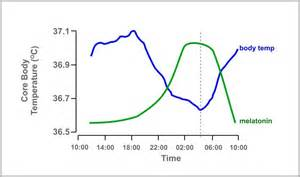 37.1
36.9
36.7
36.5
Core Body
Temperature (°C)
body temp
melatonin
10:00 14:00 18:00 22:00 02:00 06:00 10:00
Time